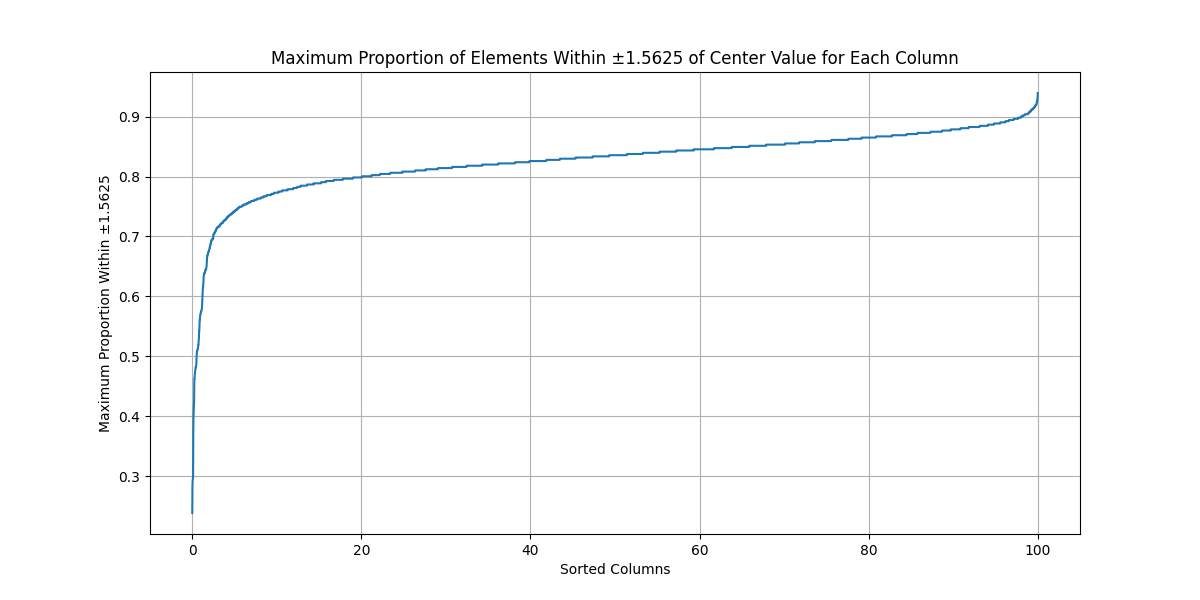 Maximum Proportion of Elements Within ±1.5625 of Center Value for Each Column
Maximum Proportion Within ±1.5625
0.9
0.8
0.7
0.6
0.5
0.4
0.3
0 20 40 60 80 100
Sorted Columns